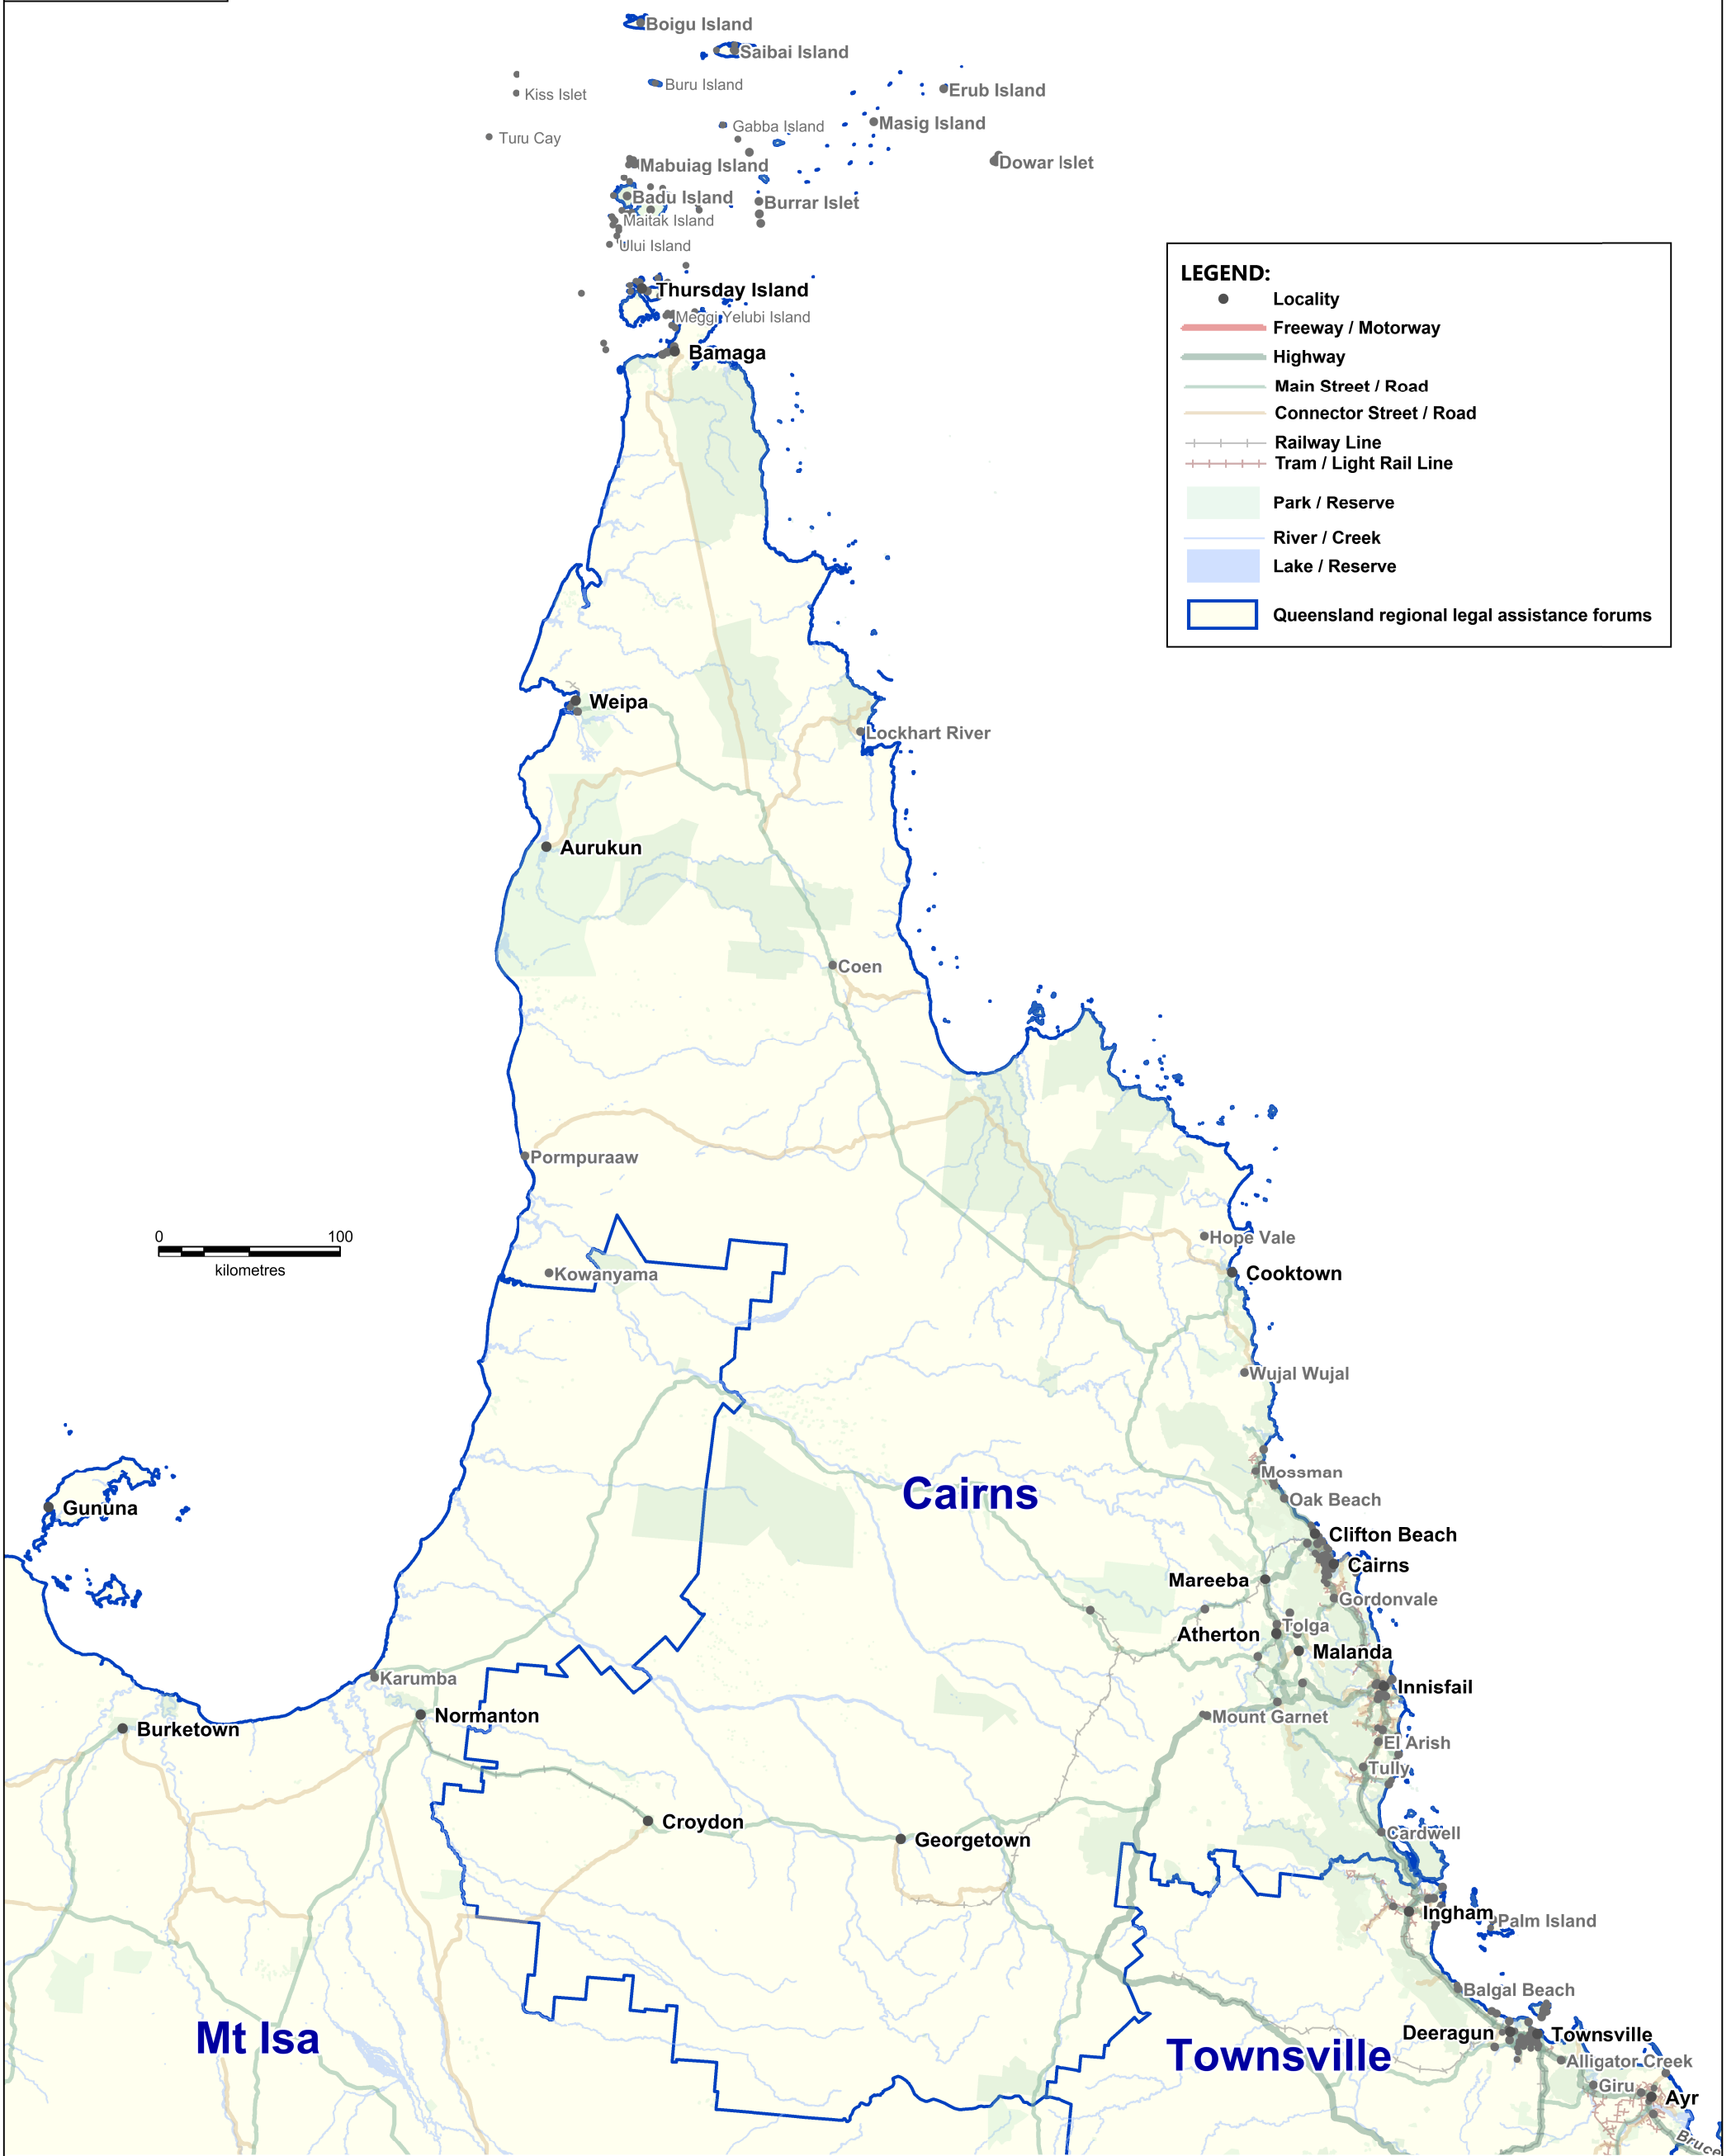 Boigu Island
Saibai Island
Buru Island
Kiss Islet
Erub Island
Gabba Island
Masig Island
Turu Cay
Mabuiag Island
Dowar Islet
Badu Island
Burrar Islet
Maitak Island
Ului Island
Thursday Island
Meggi Yelubi Island
Bamaga
LEGEND:
Locality
Freeway / Motorway
Highway
Main Street / Road
Connector Street / Road
Railway Line
Tram / Light Rail Line
Park / Reserve
River / Creek
Lake / Reserve
Queensland regional legal assistance forums
Weipa
Lockhart River
Aurukun
Coen
Pormpuraaw
0 100
kilometres
Hope Vale
Kowanyama
Cooktown
Wujal Wujal
Mossman
Cairns
Oak Beach
Gununa
Clifton Beach
Cairns
Mareeba
Gordonvale
Tolga
Atherton
Malanda
Karumba
Innisfail
Normanton
Mount Garnet
Burketown
El Arish
Tully
Croydon
Cardwell
Georgetown
Ingham
Palm Island
Balgal Beach
Mt Isa
Deeragun
Townsville
Townsville
Alligator Creek
Giru
Ayr
Bruce